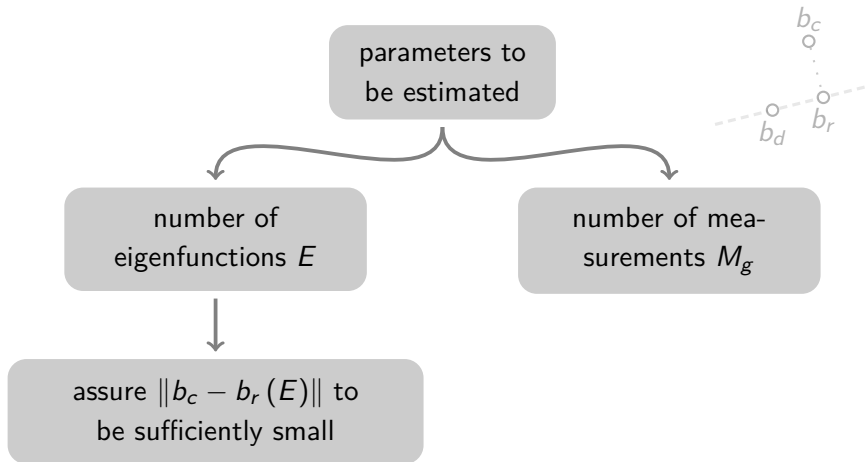 parameters to
be estimated
b_c
b_d
b_r
number of
eigenfunctions E
number of mea-
surements M_g
assure ‖b_c − b_r (E)‖ to
be sufficiently small